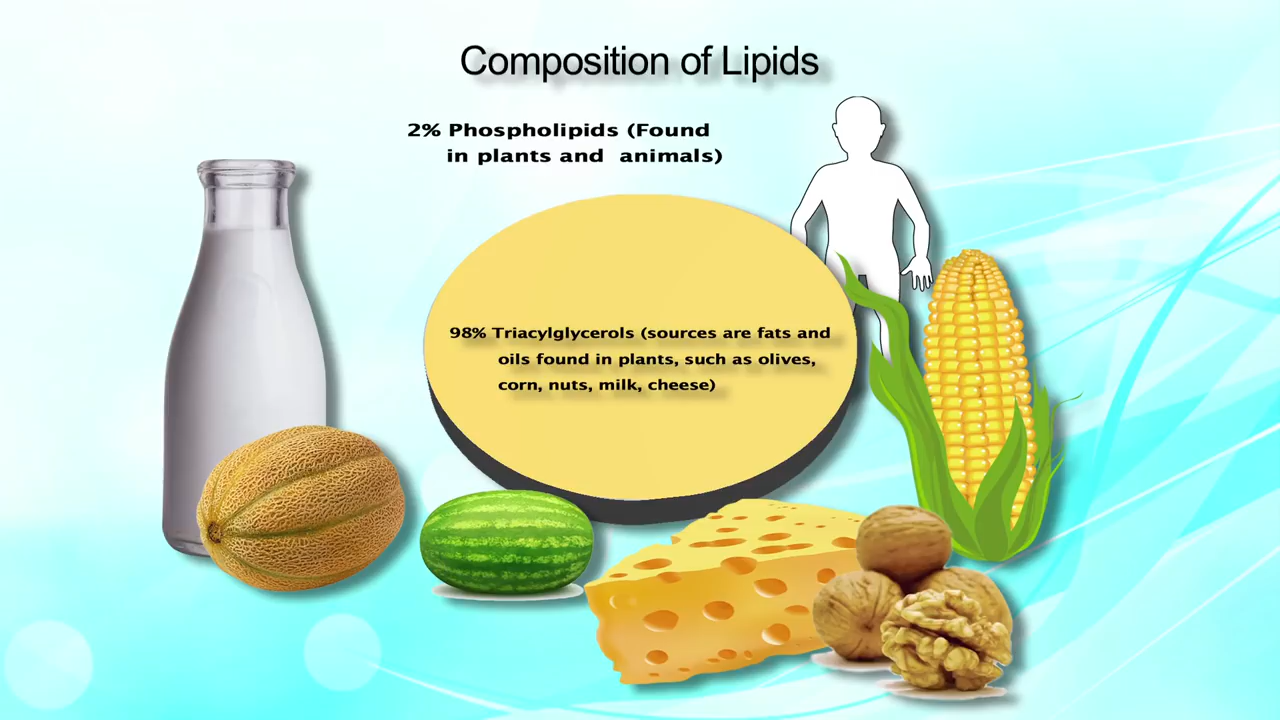 Composition of Lipids
2% Phospholipids (Found
in plants and animals)
98% Triacylglycerols (sources are fats and
oils found in plants, such as olives,
corn, nuts, milk, cheese)